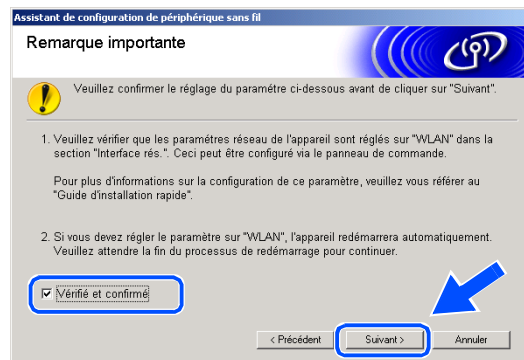 Assistant de configuration de périphérique sans fil
Remarque importante
Veuillez confirmer le réglage du paramétre ci-dessous avant de cliquer sur "Suivant".
1. Veuillez vérifier que les paramétres réseau de l'appareil sont réglés sur "WLAN" dans la
section "Interface rés.". Ceci peut être configuré via le panneau de commande.
Pour plus d'informations sur la configuration de ce paramètre, veuillez vous référer au
"Guide d'installation rapide".
2. Si vous devez régler le paramètre sur "WLAN", l'appareil redémarrera automatiquement.
Veuillez attendre la fin du processus de redémarrage pour continuer.
Vérifié et confirmé
< Précédent Suivant > Annuler